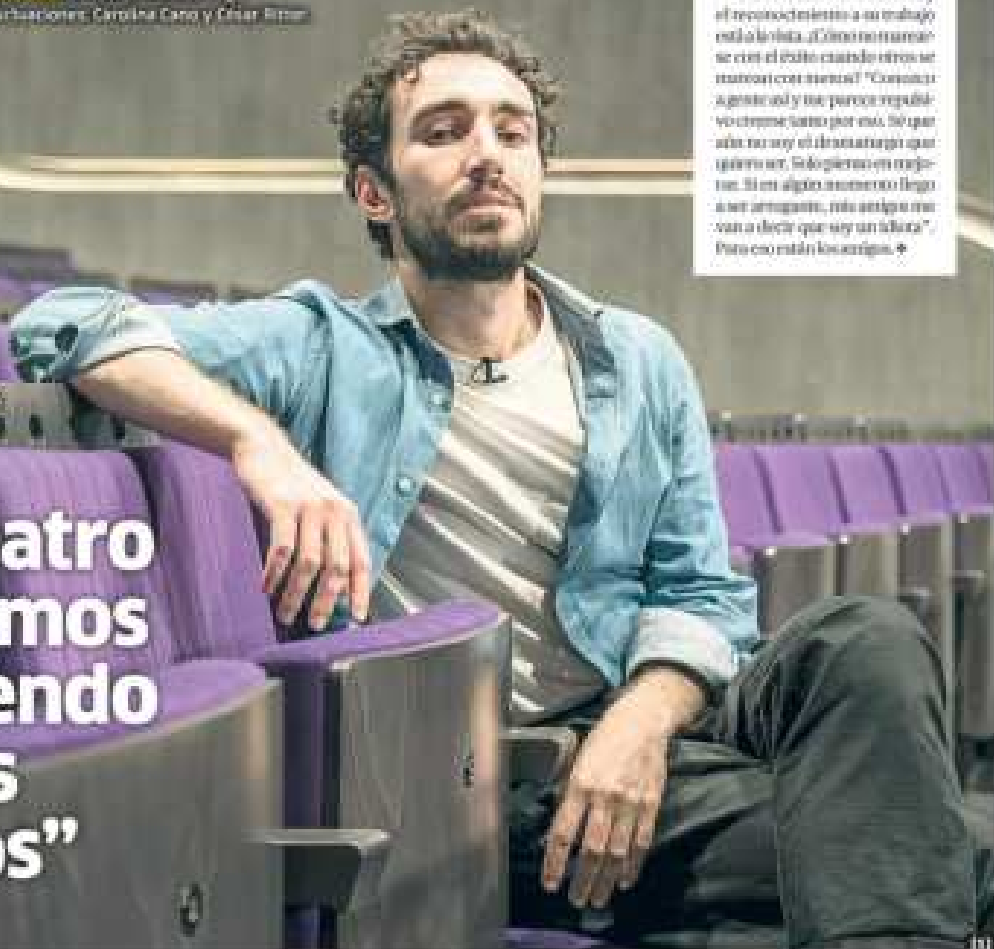 Actuaciones: Carolina Cano y César Ritter.
el reconocimiento a su trabajo
está a la vista. ¿Cómo no marear-
se con el éxito cuando otros se
marean con menos? "Conozco
a gente así y me parece repulsi-
vo creerse tanto por eso. Sé que
aún no soy el dramaturgo que
quiero ser. Solo pienso en mejo-
rar. Si en algún momento llego
a ser arrogante, mis amigos me
van a decir que soy un idiota".
Para eso están los amigos.
atro
mos
endo
s
os”